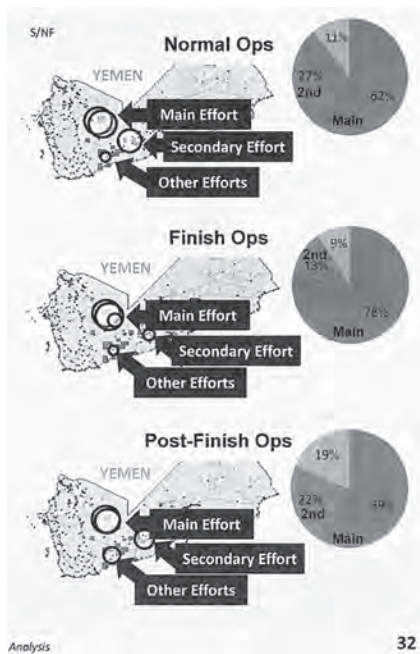 S/NF
Normal Ops
11%
YEMEN
27%
2nd
62%
Main
Main Effort
Secondary Effort
Other Efforts
Finish Ops
9%
YEMEN
2nd
13%
78%
Main
Main Effort
Secondary Effort
Other Efforts
Post-Finish Ops
19%
YEMEN
22%
2nd
59%
Main
Main Effort
Secondary Effort
Other Efforts
Analysis
32